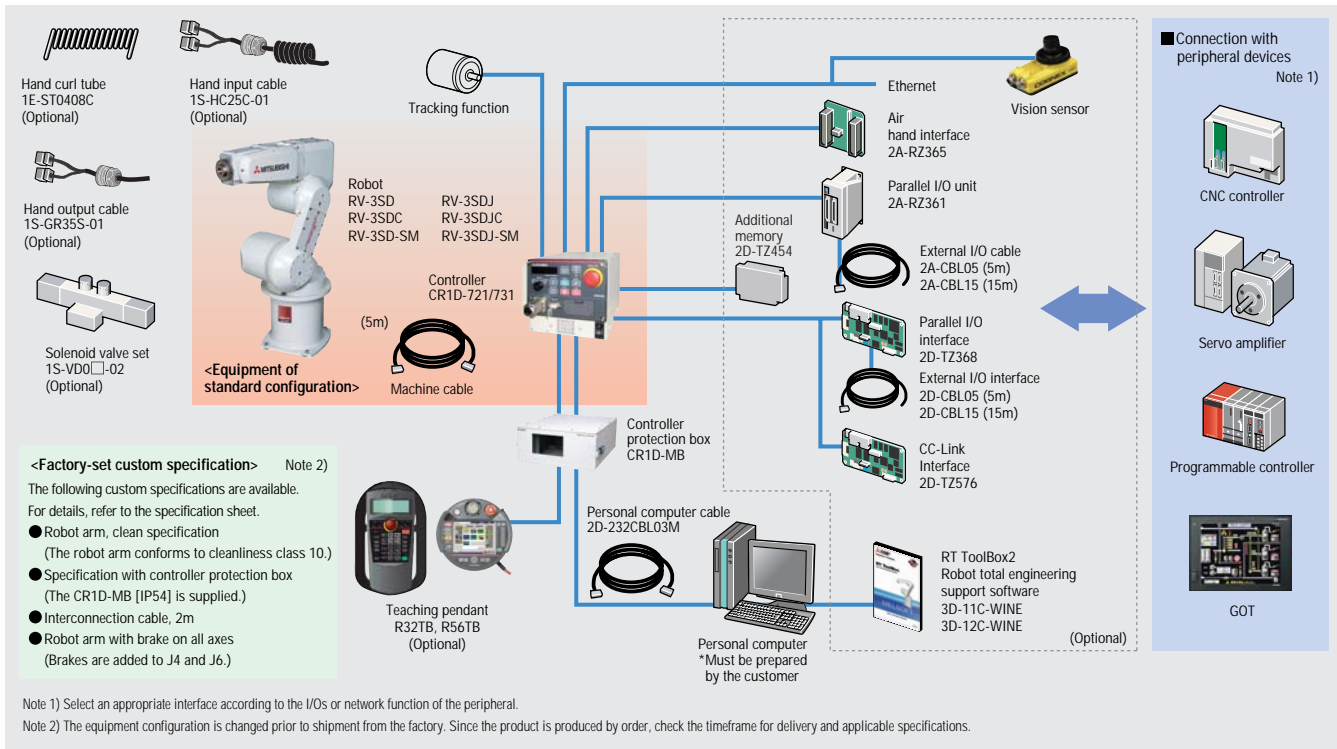 Hand curl tube
1E-ST0408C
(Optional)
Hand input cable
1S-HC25C-01
(Optional)
Hand output cable
1S-GR35S-01
(Optional)
Solenoid valve set
1S-VD0□-02
(Optional)
Tracking function
MITSUBISHI
Robot
RV-3SD
RV-3SDC
RV-3SD-SM
RV-3SDJ
RV-3SDJC
RV-3SDJ-SM
Controller
CR1D-721/731
(5m)
Machine cable
<Equipment of
standard configuration>
Ethernet
Vision sensor
Air
hand interface
2A-RZ365
Parallel I/O unit
2A-RZ361
Additional
memory
2D-TZ454
External I/O cable
2A-CBL05 (5m)
2A-CBL15 (15m)
Parallel I/O
interface
2D-TZ368
External I/O interface
2D-CBL05 (5m)
2D-CBL15 (15m)
CC-Link
Interface
2D-TZ576
Controller
protection box
CR1D-MB
Teaching pendant
R32TB, R56TB
(Optional)
Personal computer cable
2D-232CBL03M
Personal computer
*Must be prepared
by the customer
RT ToolBox2
Robot total engineering
support software
3D-11C-WINE
3D-12C-WINE
(Optional)
■Connection with
peripheral devices
Note 1)
CNC controller
Servo amplifier
Programmable controller
GOT
<Factory-set custom specification> Note 2)
The following custom specifications are available.
For details, refer to the specification sheet.
●Robot arm, clean specification
(The robot arm conforms to cleanliness class 10.)
●Specification with controller protection box
(The CR1D-MB [IP54] is supplied.)
●Interconnection cable, 2m
●Robot arm with brake on all axes
(Brakes are added to J4 and J6.)
Note 1) Select an appropriate interface according to the I/Os or network function of the peripheral.
Note 2) The equipment configuration is changed prior to shipment from the factory. Since the product is produced by order, check the timeframe for delivery and applicable specifications.